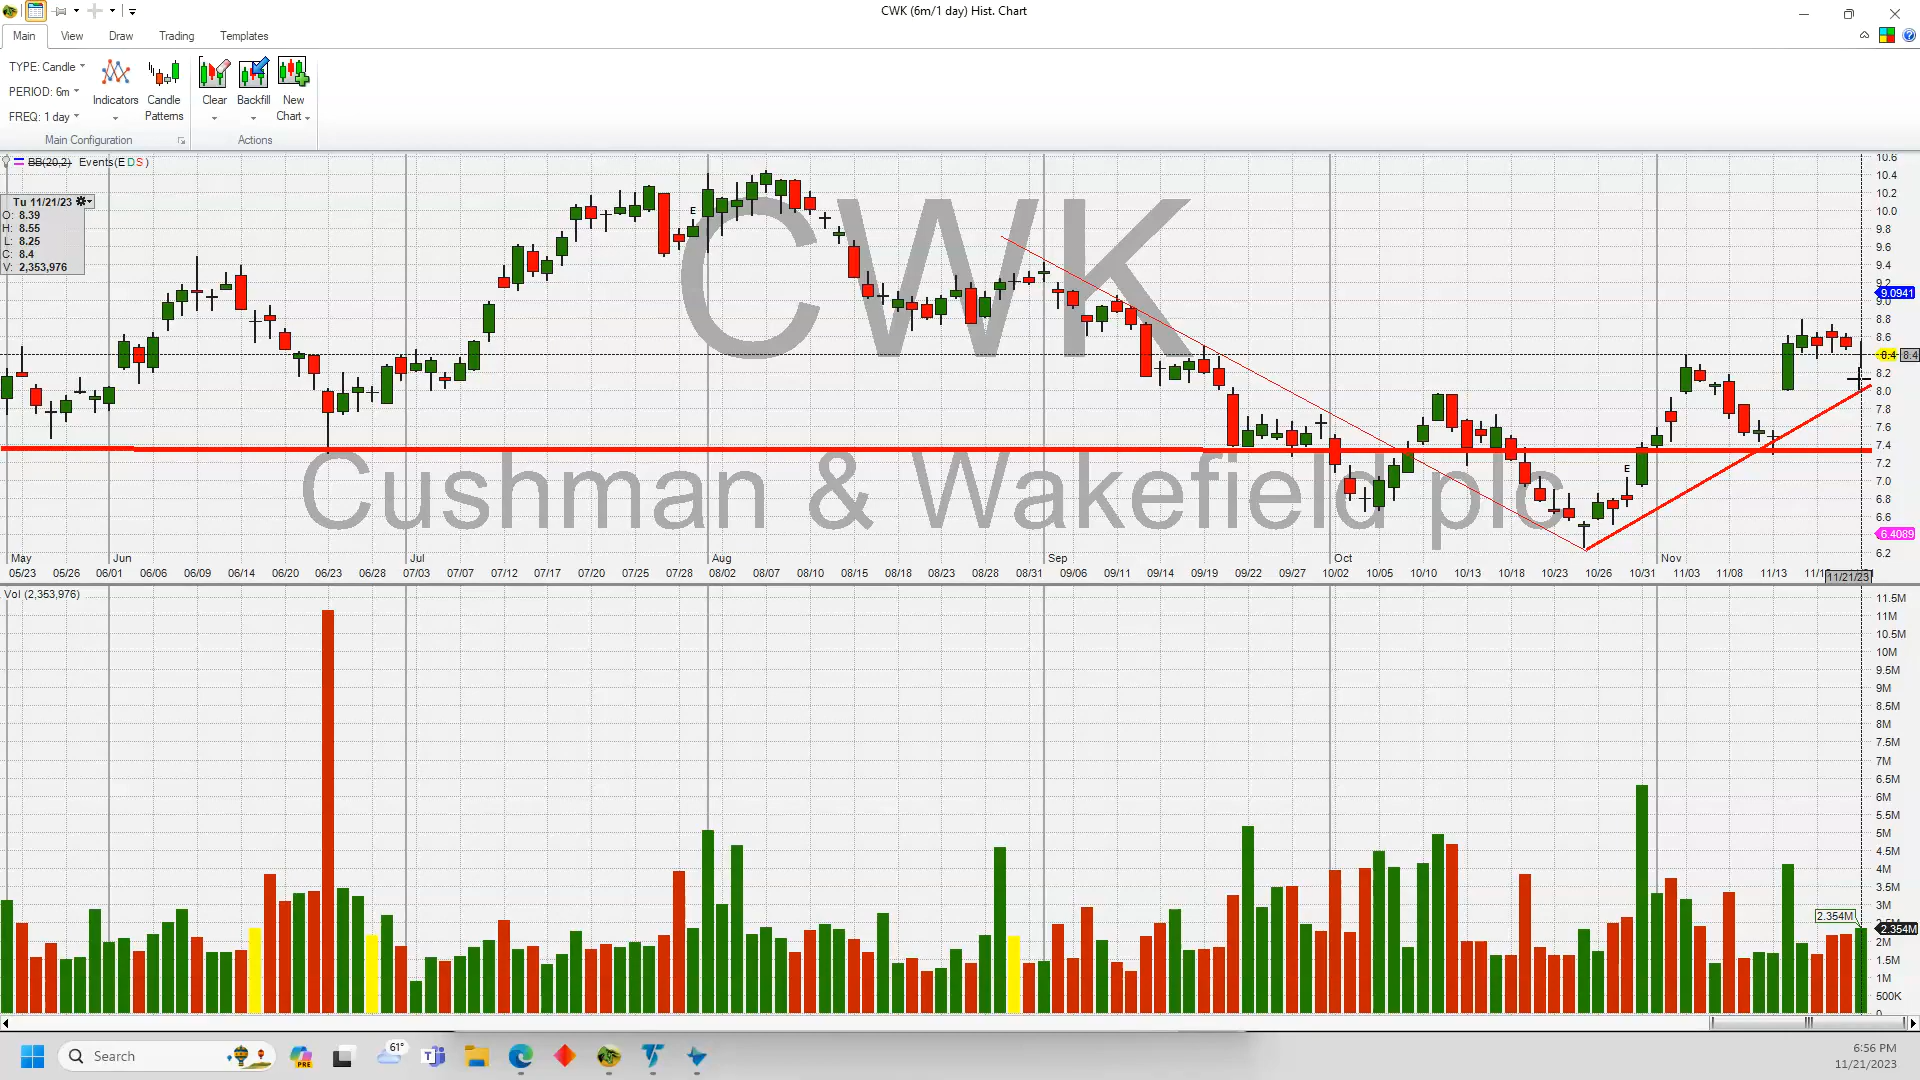 CWK (6m/1 day) Hist. Chart
Main View Draw Trading Templates
TYPE: Candle
PERIOD: 6m
FREQ: 1 day
Indicators
Candle Patterns
Clear
Backfill
New Chart
Main Configuration
Actions
BB(20,2) Events(E D S )
Tu 11/21/23
O: 8.39
H: 8.55
L: 8.25
C: 8.4
V: 2,353,976
CWK
Cushman & Wakefield plc
E
E
10.6
10.4
10.2
10.0
9.8
9.6
9.4
9.2
9.0941
9.0
8.8
8.6
8.4 8.4
8.2
8.0
7.8
7.6
7.4
7.2
7.0
6.8
6.6
6.4089
6.2
May Jun Jul Aug Sep Oct Nov
05/23 05/26 06/01 06/06 06/09 06/14 06/20 06/23 06/28 07/03 07/07 07/12 07/17 07/20 07/25 07/28 08/02 08/07 08/10 08/15 08/18 08/23 08/28 08/31 09/06 09/11 09/14 09/19 09/22 09/27 10/02 10/05 10/10 10/13 10/18 10/23 10/26 10/31 11/03 11/08 11/13 11/21/23
Vol (2,353,976)
11.5M
11M
10.5M
10M
9.5M
9M
8.5M
8M
7.5M
7M
6.5M
6M
5.5M
5M
4.5M
4M
3.5M
3M
2.354M
2.354M
2M
1.5M
1M
500K
0
Search
PRE
61°
6:56 PM
11/21/2023